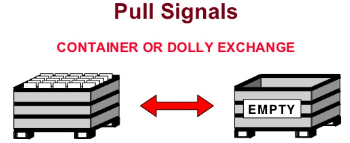 Pull Signals
CONTAINER OR DOLLY EXCHANGE
EMPTY